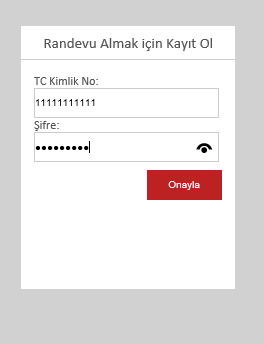 Randevu Almak için Kayıt Ol
TC Kimlik No:
11111111111
Şifre:
•••••••••
Onayla